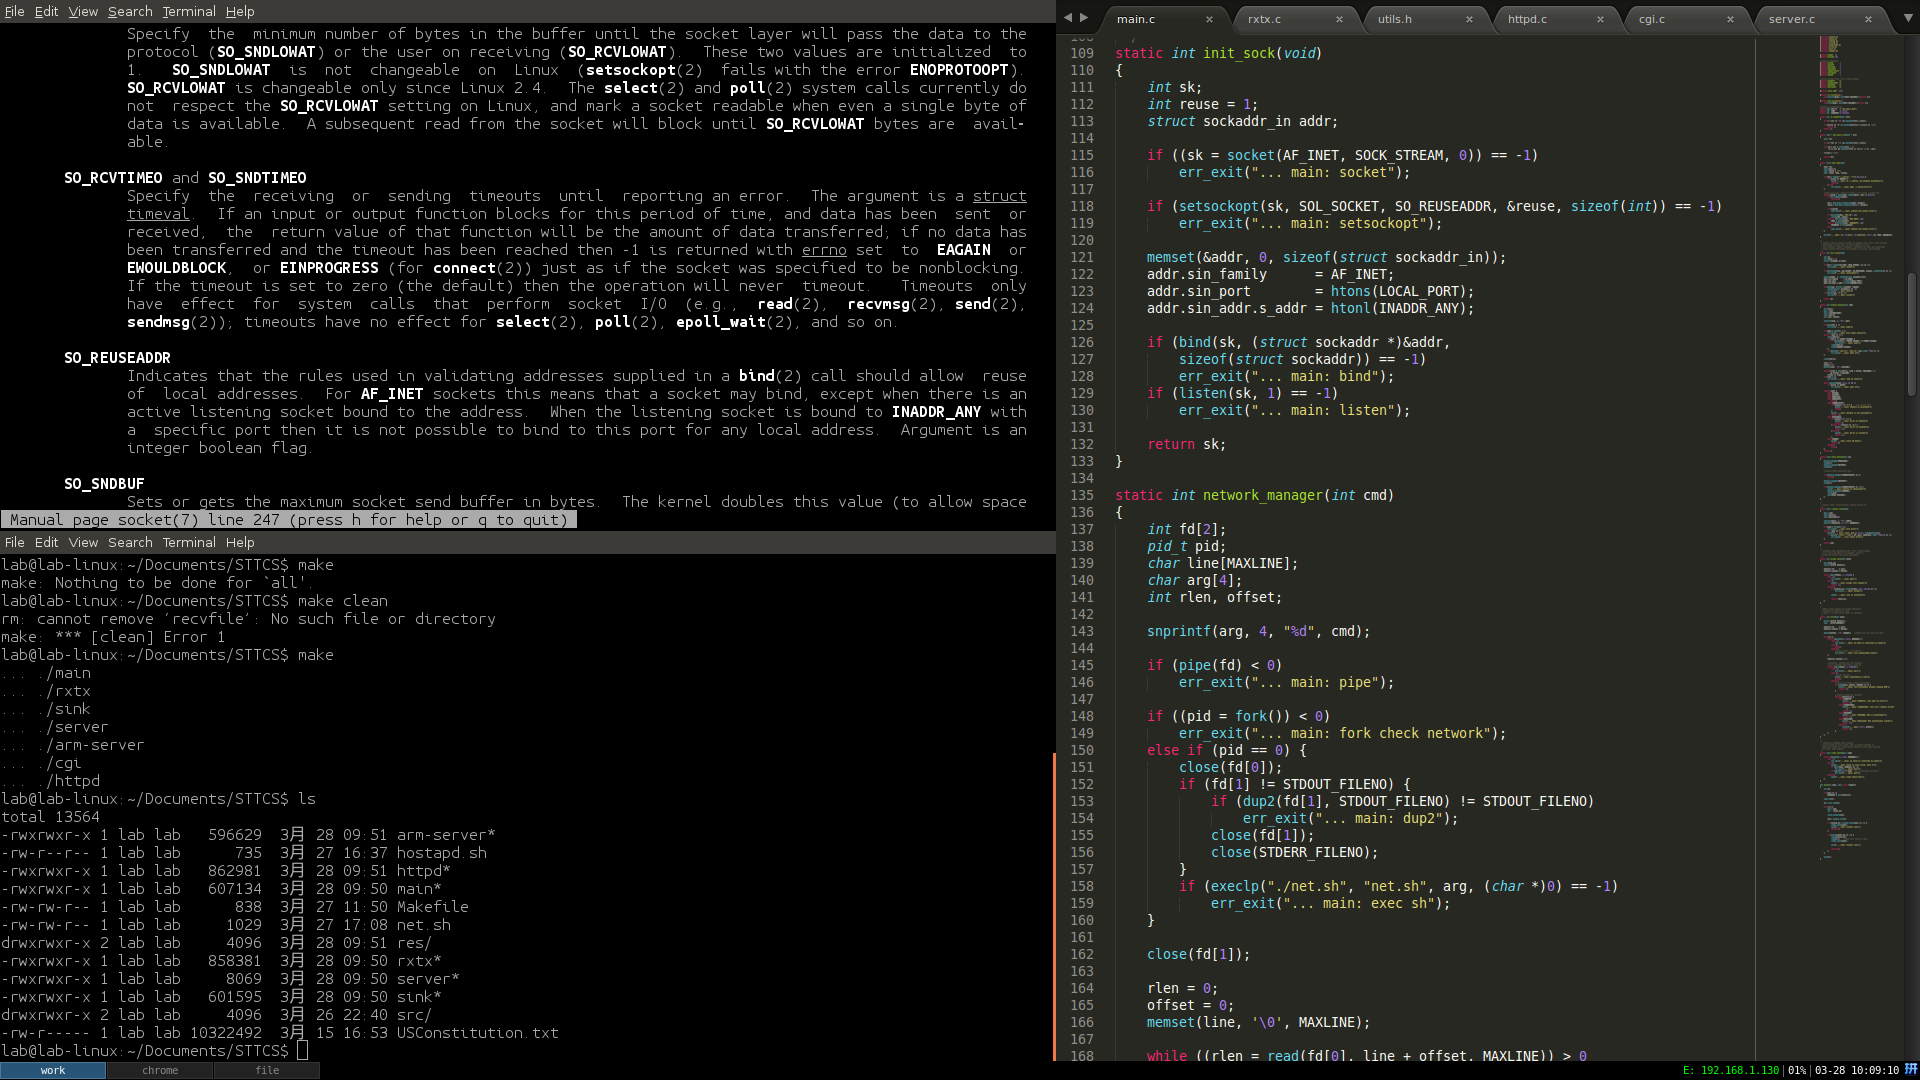 File Edit View Search Terminal Help
Specify the minimum number of bytes in the buffer until the socket layer will pass the data to the
protocol (SO_SNDLOWAT) or the user on receiving (SO_RCVLOWAT). These two values are initialized to
1. SO_SNDLOWAT is not changeable on Linux (setsockopt(2) fails with the error ENOPROTOOPT).
SO_RCVLOWAT is changeable only since Linux 2.4. The select(2) and poll(2) system calls currently do
not respect the SO_RCVLOWAT setting on Linux, and mark a socket readable when even a single byte of
data is available. A subsequent read from the socket will block until SO_RCVLOWAT bytes are avail-
able.
SO_RCVTIMEO and SO_SNDTIMEO
Specify the receiving or sending timeouts until reporting an error. The argument is a struct
timeval. If an input or output function blocks for this period of time, and data has been sent or
received, the return value of that function will be the amount of data transferred; if no data has
been transferred and the timeout has been reached then -1 is returned with errno set to EAGAIN or
EWOULDBLOCK, or EINPROGRESS (for connect(2)) just as if the socket was specified to be nonblocking.
If the timeout is set to zero (the default) then the operation will never timeout. Timeouts only
have effect for system calls that perform socket I/O (e.g., read(2), recvmsg(2), send(2),
sendmsg(2)); timeouts have no effect for select(2), poll(2), epoll_wait(2), and so on.
SO_REUSEADDR
Indicates that the rules used in validating addresses supplied in a bind(2) call should allow reuse
of local addresses. For AF_INET sockets this means that a socket may bind, except when there is an
active listening socket bound to the address. When the listening socket is bound to INADDR_ANY with
a specific port then it is not possible to bind to this port for any local address. Argument is an
integer boolean flag.
SO_SNDBUF
Sets or gets the maximum socket send buffer in bytes. The kernel doubles this value (to allow space
Manual page socket(7) line 247 (press h for help or q to quit)
File Edit View Search Terminal Help
lab@lab-linux:~/Documents/STTCS$ make
make: Nothing to be done for `all'.
lab@lab-linux:~/Documents/STTCS$ make clean
rm: cannot remove ‘recvfile’: No such file or directory
make: *** [clean] Error 1
lab@lab-linux:~/Documents/STTCS$ make
... ./main
... ./rxtx
... ./sink
... ./server
... ./arm-server
... ./cgi
... ./httpd
lab@lab-linux:~/Documents/STTCS$ ls
total 13564
-rwxrwxr-x 1 lab lab 596629 3月 28 09:51 arm-server*
-rw-r--r-- 1 lab lab 735 3月 27 16:37 hostapd.sh
-rwxrwxr-x 1 lab lab 862981 3月 28 09:51 httpd*
-rwxrwxr-x 1 lab lab 607134 3月 28 09:50 main*
-rw-rw-r-- 1 lab lab 838 3月 27 11:50 Makefile
-rw-rw-r-- 1 lab lab 1029 3月 27 17:08 net.sh
drwxrwxr-x 2 lab lab 4096 3月 28 09:51 res/
-rwxrwxr-x 1 lab lab 858381 3月 28 09:50 rxtx*
-rwxrwxr-x 1 lab lab 8069 3月 28 09:50 server*
-rwxrwxr-x 1 lab lab 601595 3月 28 09:50 sink*
drwxrwxr-x 2 lab lab 4096 3月 26 22:40 src/
-rw-r----- 1 lab lab 10322492 3月 15 16:53 USConstitution.txt
lab@lab-linux:~/Documents/STTCS$
main.c × rxtx.c × utils.h × httpd.c × cgi.c × server.c ×
109 static int init_sock(void)
110 {
111 int sk;
112 int reuse = 1;
113 struct sockaddr_in addr;
114
115 if ((sk = socket(AF_INET, SOCK_STREAM, 0)) == -1)
116 err_exit("... main: socket");
117
118 if (setsockopt(sk, SOL_SOCKET, SO_REUSEADDR, &reuse, sizeof(int)) == -1)
119 err_exit("... main: setsockopt");
120
121 memset(&addr, 0, sizeof(struct sockaddr_in));
122 addr.sin_family = AF_INET;
123 addr.sin_port = htons(LOCAL_PORT);
124 addr.sin_addr.s_addr = htonl(INADDR_ANY);
125
126 if (bind(sk, (struct sockaddr *)&addr,
127 sizeof(struct sockaddr)) == -1)
128 err_exit("... main: bind");
129 if (listen(sk, 1) == -1)
130 err_exit("... main: listen");
131
132 return sk;
133 }
134
135 static int network_manager(int cmd)
136 {
137 int fd[2];
138 pid_t pid;
139 char line[MAXLINE];
140 char arg[4];
141 int rlen, offset;
142
143 snprintf(arg, 4, "%d", cmd);
144
145 if (pipe(fd) < 0)
146 err_exit("... main: pipe");
147
148 if ((pid = fork()) < 0)
149 err_exit("... main: fork check network");
150 else if (pid == 0) {
151 close(fd[0]);
152 if (fd[1] != STDOUT_FILENO) {
153 if (dup2(fd[1], STDOUT_FILENO) != STDOUT_FILENO)
154 err_exit("... main: dup2");
155 close(fd[1]);
156 close(STDERR_FILENO);
157 }
158 if (execlp("./net.sh", "net.sh", arg, (char *)0) == -1)
159 err_exit("... main: exec sh");
160 }
161
162 close(fd[1]);
163
164 rlen = 0;
165 offset = 0;
166 memset(line, '\0', MAXLINE);
167
168 while ((rlen = read(fd[0], line + offset, MAXLINE)) > 0
work chrome file
E: 192.168.1.130|01%|03-28 10:09:10